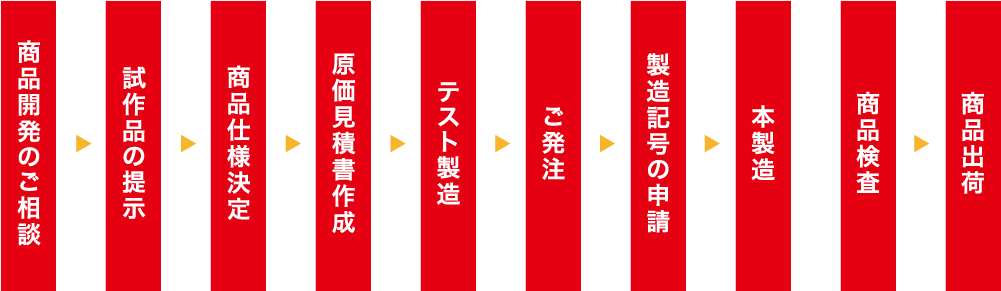 商品開発のご相談
試作品の提示
商品仕様決定
原価見積書作成
テスト製造
ご発注
製造記号の申請
本製造
商品検査
商品出荷